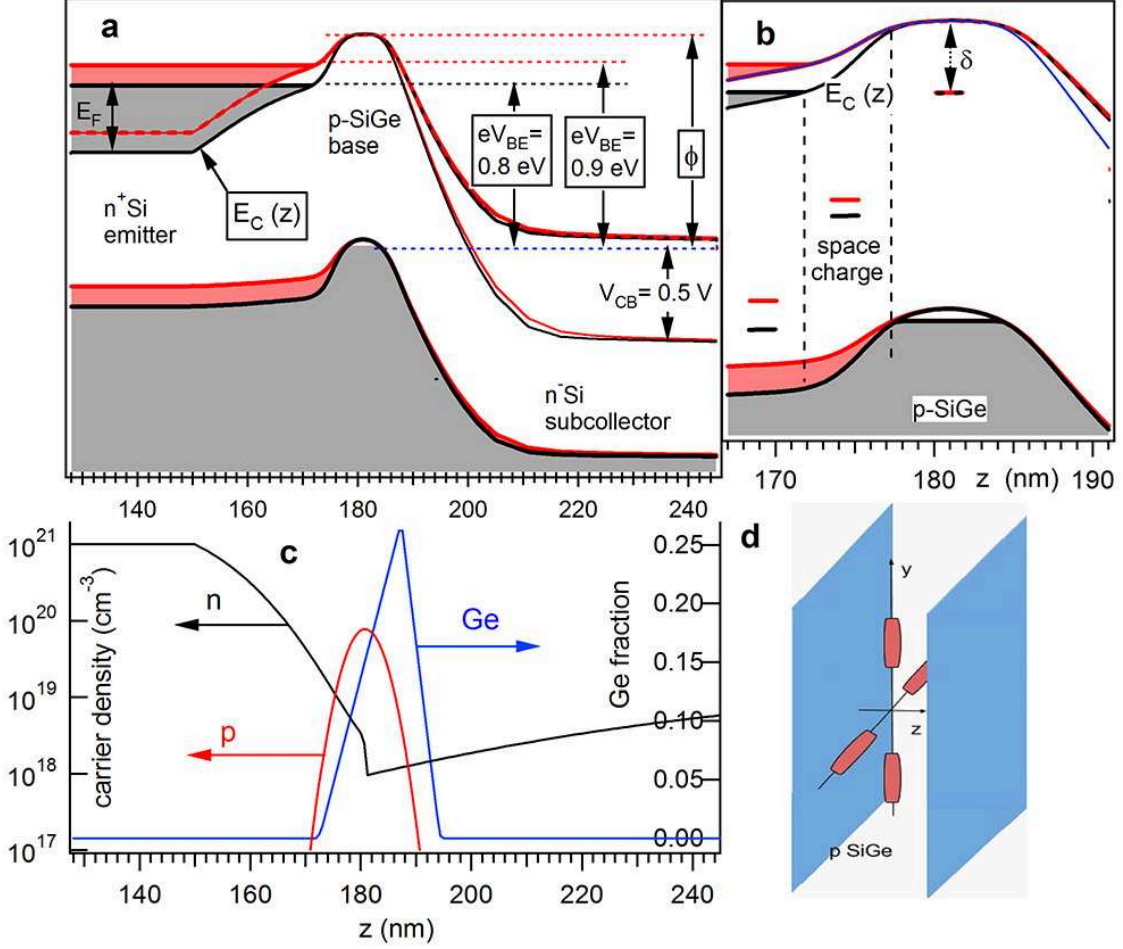 a
E_F
p-SiGe
base
n⁺Si
emitter
E_C (z)
eV_BE=
0.8 eV
eV_BE=
0.9 eV
ϕ
V_CB= 0.5 V
n⁻Si
subcollector
140 160 180 200 220 240
b
δ
E_C (z)
space
charge
p-SiGe
170 180 z (nm) 190
c
10²¹
10²⁰
10¹⁹
10¹⁸
10¹⁷
carrier density (cm⁻³)
n
p
Ge
Ge fraction
0.25
0.20
0.15
0.10
0.05
0.00
140 160 180 200 220 240
z (nm)
d
y
z
p SiGe